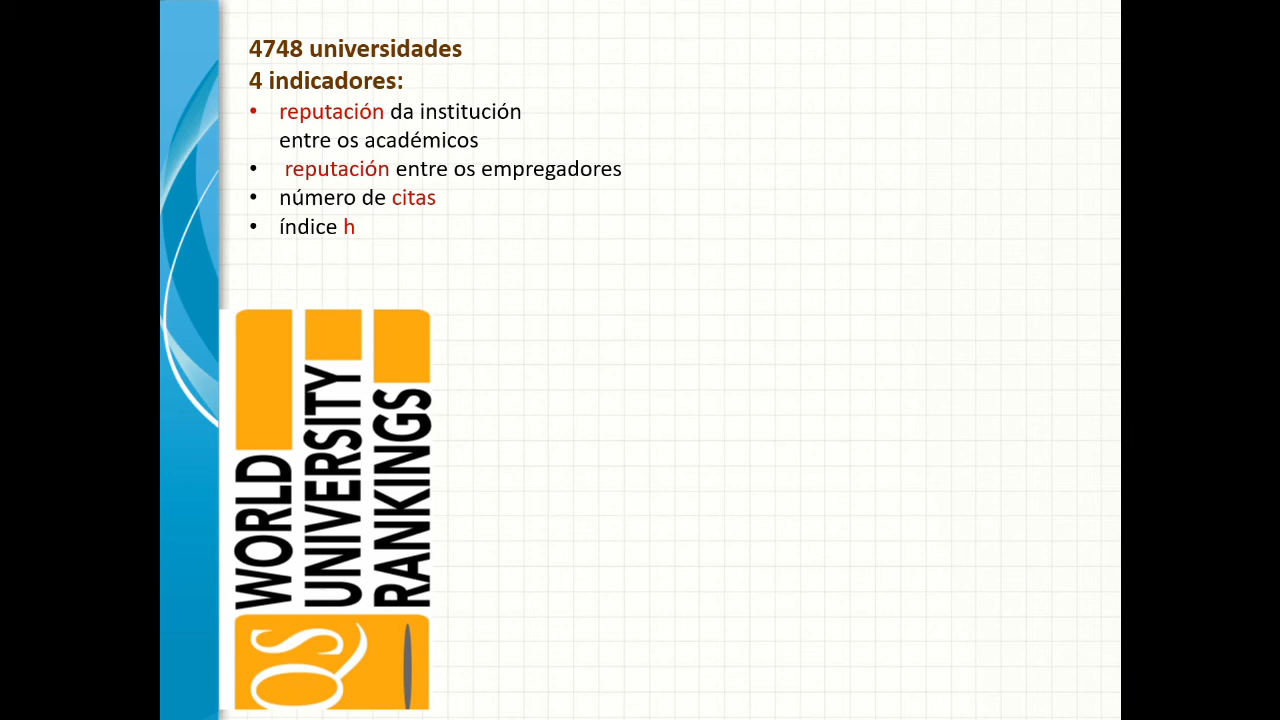 4748 universidades
4 indicadores:
• reputación da institución
entre os académicos
• reputación entre os empregadores
• número de citas
• índice h
QS
WORLD
UNIVERSITY
RANKINGS